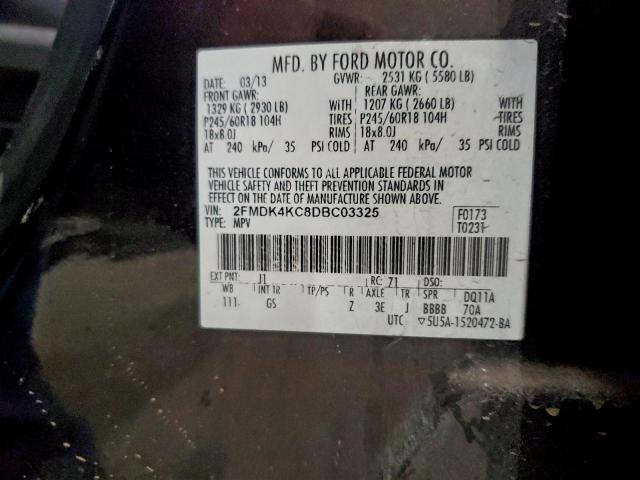 MFD. BY FORD MOTOR CO.
DATE: 03/13 GVWR: 2531 KG ( 5580 LB)
FRONT GAWR: REAR GAWR:
1329 KG ( 2930 LB) WITH 1207 KG ( 2660 LB) WITH
P245/60R18 104H TIRES P245/60R18 104H TIRES
18x8.0J RIMS 18x8.0J RIMS
AT 240 kPa/ 35 PSI COLD AT 240 kPa/ 35 PSI COLD
THIS VEHICLE CONFORMS TO ALL APPLICABLE FEDERAL MOTOR
VEHICLE SAFETY AND THEFT PREVENTION STANDARDS IN
EFFECT ON THE DATE OF MANUFACTURE SHOWN ABOVE.
VIN: 2FMDK4KC8DBC03325 F0173
TYPE: MPV T0231
EXT PNT: J1 RC: 71 DSO:
WB INT TR TP/PS R AXLE TR SPR DQ11A
111 GS Z 3E J BBBB 70A
UTC ▽5U5A-1520472-BA